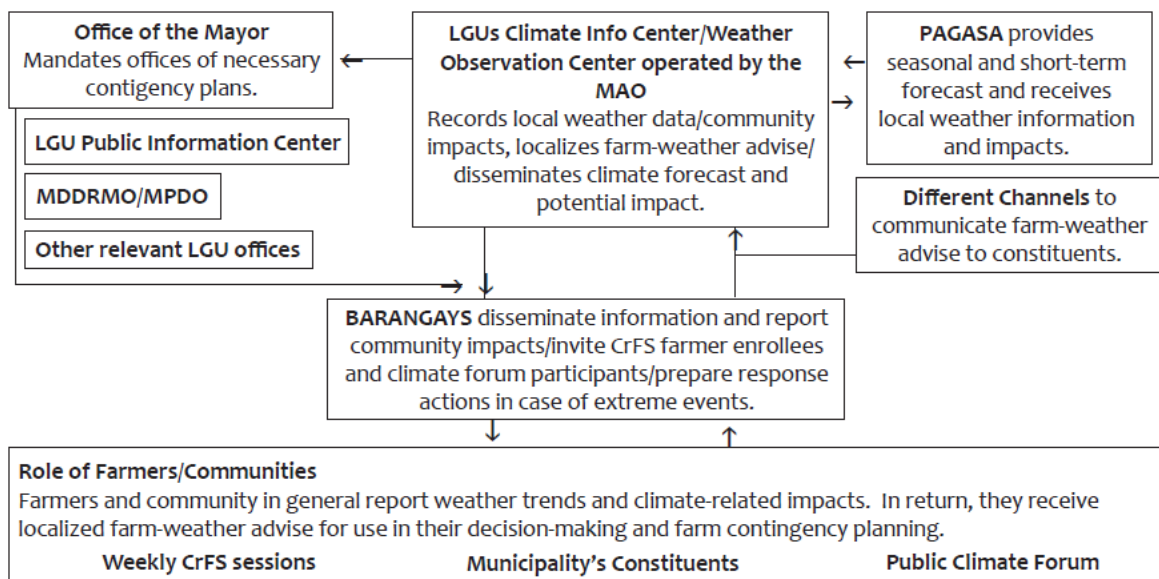 Office of the Mayor
Mandates offices of necessary
contigency plans.
LGU Public Information Center
MDDRMO/MPDO
Other relevant LGU offices
LGUs Climate Info Center/Weather
Observation Center operated by the
MAO
Records local weather data/community
impacts, localizes farm-weather advise/
disseminates climate forecast and
potential impact.
PAGASA provides
seasonal and short-term
forecast and receives
local weather information
and impacts.
Different Channels to
communicate farm-weather
advise to constituents.
BARANGAYS disseminate information and report
community impacts/invite CrFS farmer enrollees
and climate forum participants/prepare response
actions in case of extreme events.
Role of Farmers/Communities
Farmers and community in general report weather trends and climate-related impacts. In return, they receive
localized farm-weather advise for use in their decision-making and farm contingency planning.
Weekly CrFS sessions
Municipality's Constituents
Public Climate Forum